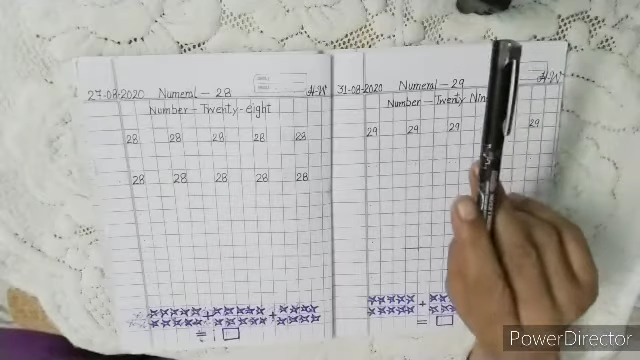 27-08-2020 Numeral - 28 H.W
Number - Twenty-eight
28 28 28 28 28
28 28 28 28 28
+ +
=
31-08-2020 Numeral - 29 H.W
Number - Twenty Nin
29 29 29 29
+
=
PowerDirector